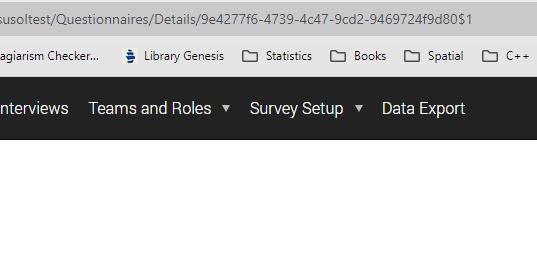 susoltest/Questionnaires/Details/9e4277f6-4739-4c47-9cd2-9469724f9d80$1
lagiarism Checker... Library Genesis Statistics Books Spatial C++
nterviews Teams and Roles Survey Setup Data Export